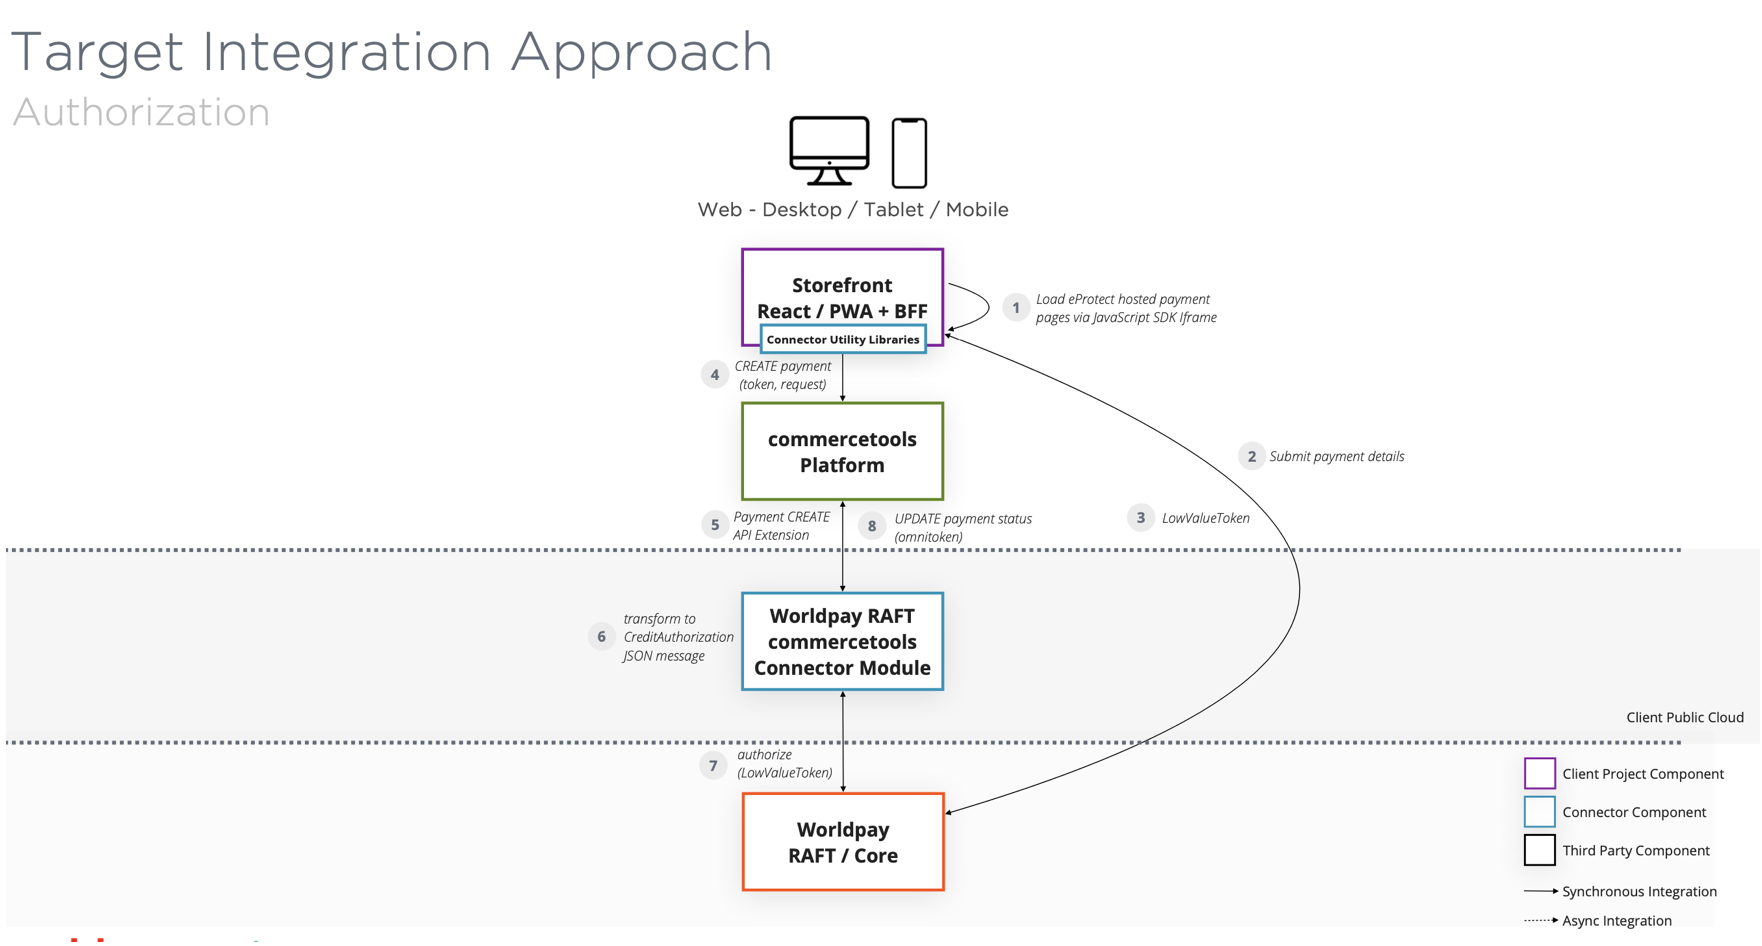 Target Integration Approach
Authorization
Web - Desktop / Tablet / Mobile
Storefront
React / PWA + BFF
Connector Utility Libraries
1
Load eProtect hosted payment
pages via JavaScript SDK Iframe
4
CREATE payment
(token, request)
commercetools
Platform
2
Submit payment details
3
LowValueToken
5
Payment CREATE
API Extension
8
UPDATE payment status
(omnitoken)
6
transform to
CreditAuthorization
JSON message
Worldpay RAFT
commercetools
Connector Module
Client Public Cloud
7
authorize
(LowValueToken)
Worldpay
RAFT / Core
Client Project Component
Connector Component
Third Party Component
Synchronous Integration
Async Integration